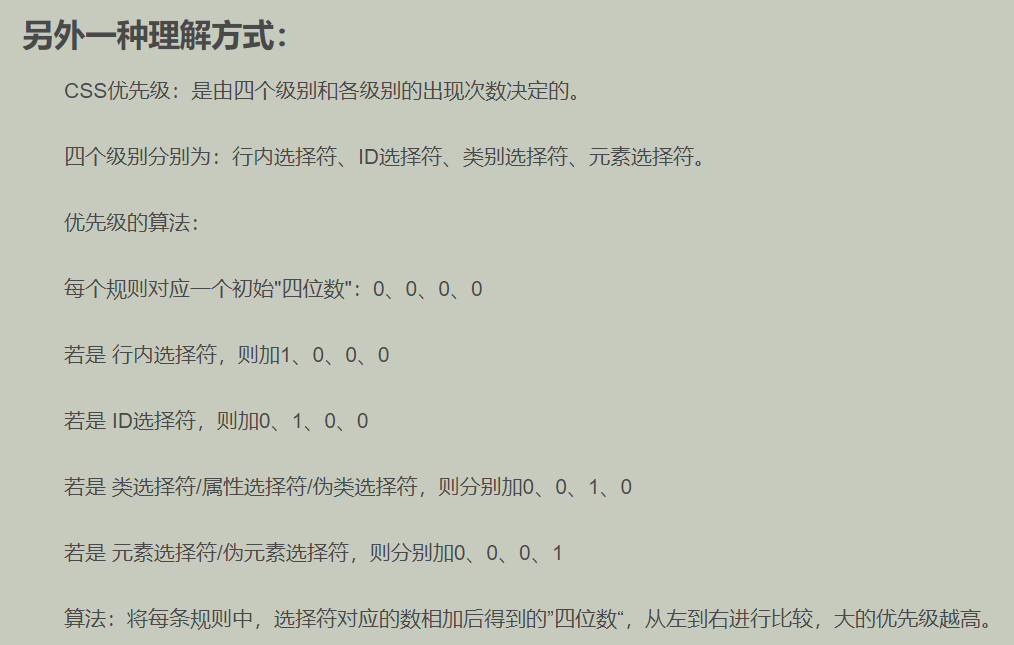 另外一种理解方式：
CSS优先级：是由四个级别和各级别的出现次数决定的。
四个级别分别为：行内选择符、ID选择符、类别选择符、元素选择符。
优先级的算法：
每个规则对应一个初始"四位数"：0、0、0、0
若是 行内选择符，则加1、0、0、0
若是 ID选择符，则加0、1、0、0
若是 类选择符/属性选择符/伪类选择符，则分别加0、0、1、0
若是 元素选择符/伪元素选择符，则分别加0、0、0、1
算法：将每条规则中，选择符对应的数相加后得到的”四位数“，从左到右进行比较，大的优先级越高。